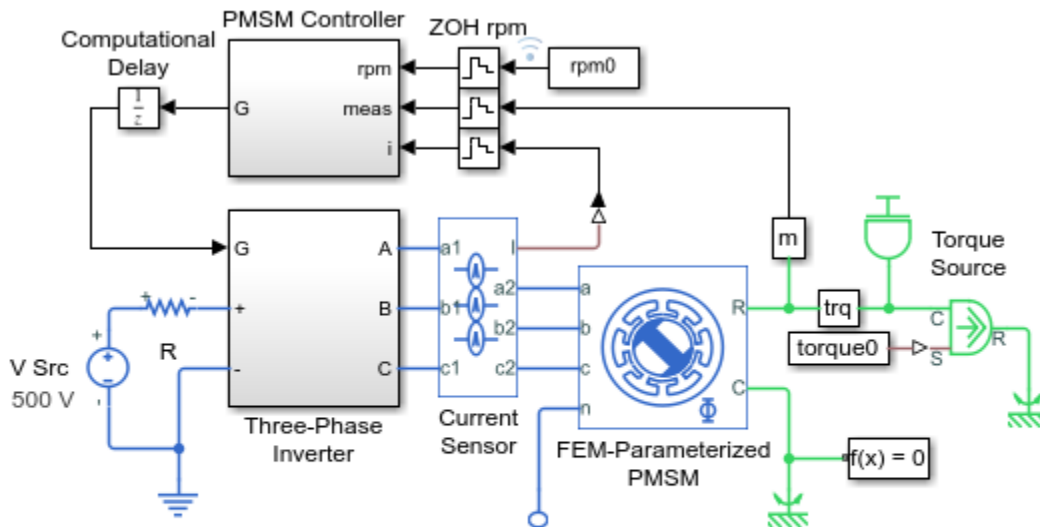 PMSM Controller
ZOH rpm
Computational
Delay
rpm
rpm0
1
z
G
meas
i
G
A
a1
I
a2
m
Torque
Source
+
-
+
B
b1
b2
a
b
R
trq
C
S
R
torque0
R
+
V Src
500 V
-
-
C
c1
c2
c
n
C
Φ
Three-Phase
Inverter
Current
Sensor
FEM-Parameterized
PMSM
f(x) = 0